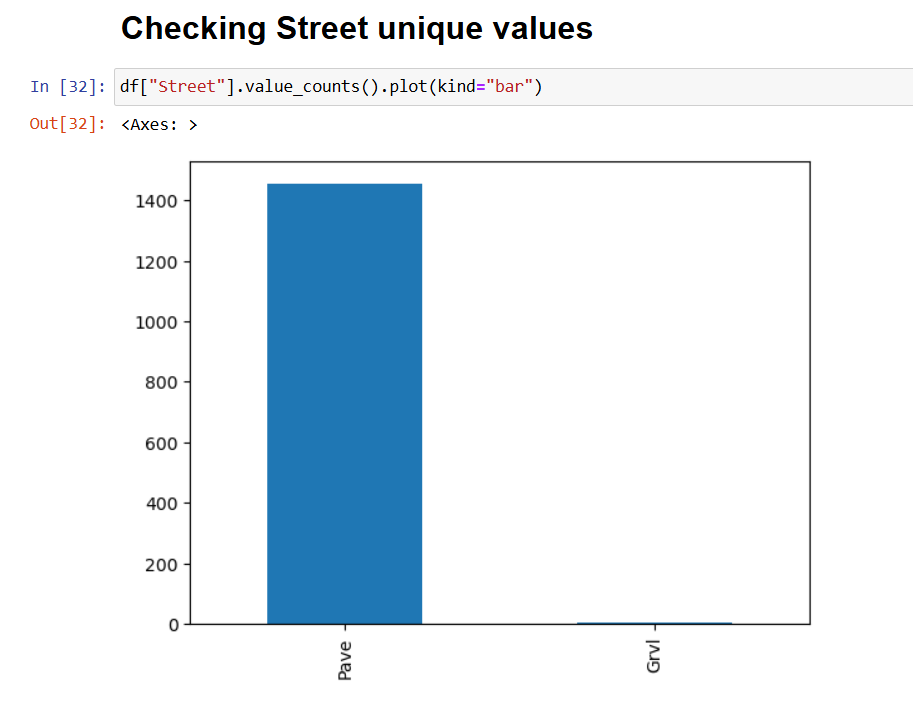 Checking Street unique values
In [32]: df["Street"].value_counts().plot(kind="bar")
Out[32]: <Axes: >
1400
1200
1000
800
600
400
200
0
Pave
Grvl